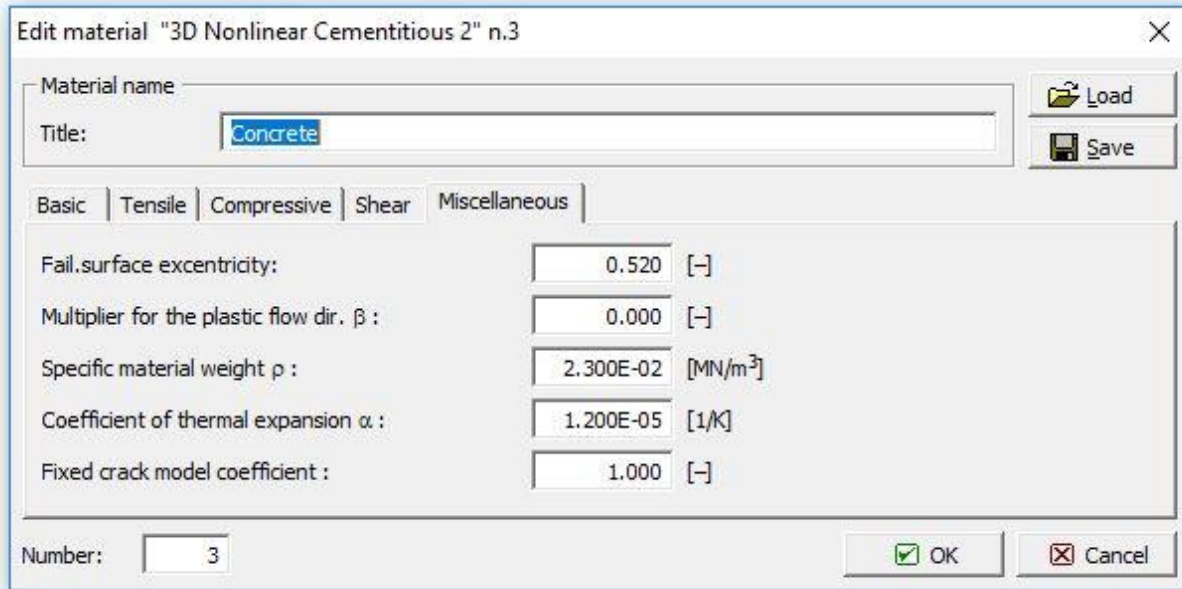 Edit material "3D Nonlinear Cementitious 2" n.3
Material name
Load
Title: Concrete
Save
Basic Tensile Compressive Shear Miscellaneous
Fail.surface excentricity: 0.520 [-]
Multiplier for the plastic flow dir. β : 0.000 [-]
Specific material weight ρ : 2.300E-02 [MN/m³]
Coefficient of thermal expansion α : 1.200E-05 [1/K]
Fixed crack model coefficient : 1.000 [-]
Number: 3 OK Cancel